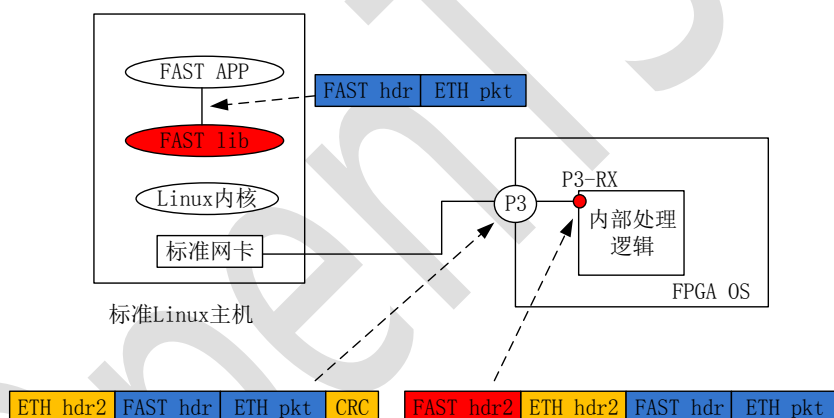 FAST APP
FAST hdr ETH pkt
FAST lib
P3-RX
Linux内核
P3
内部处理
逻辑
标准网卡
FPGA OS
标准Linux主机
ETH hdr2 FAST hdr ETH pkt CRC
FAST hdr2 ETH hdr2 FAST hdr ETH pkt